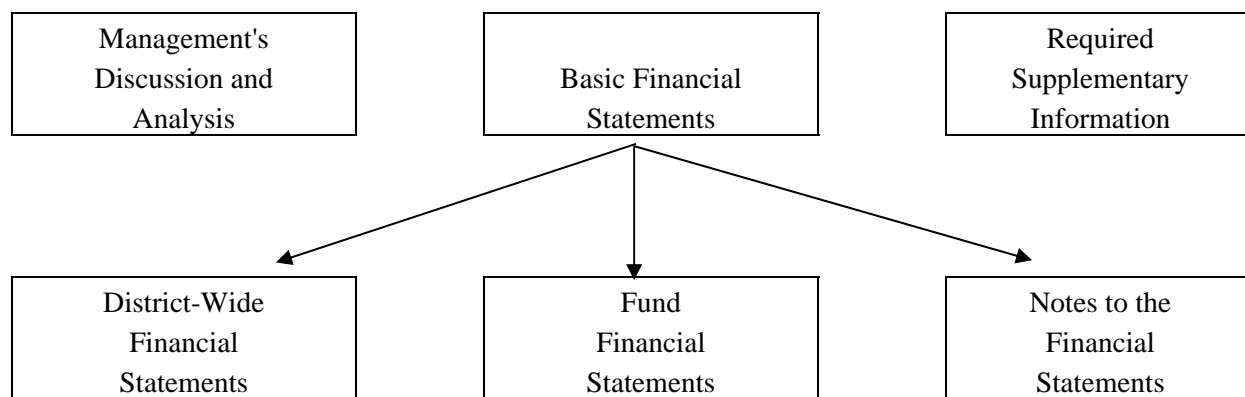 Management's
Discussion and
Analysis
Basic Financial
Statements
Required
Supplementary
Information
District-Wide
Financial
Statements
Fund
Financial
Statements
Notes to the
Financial
Statements